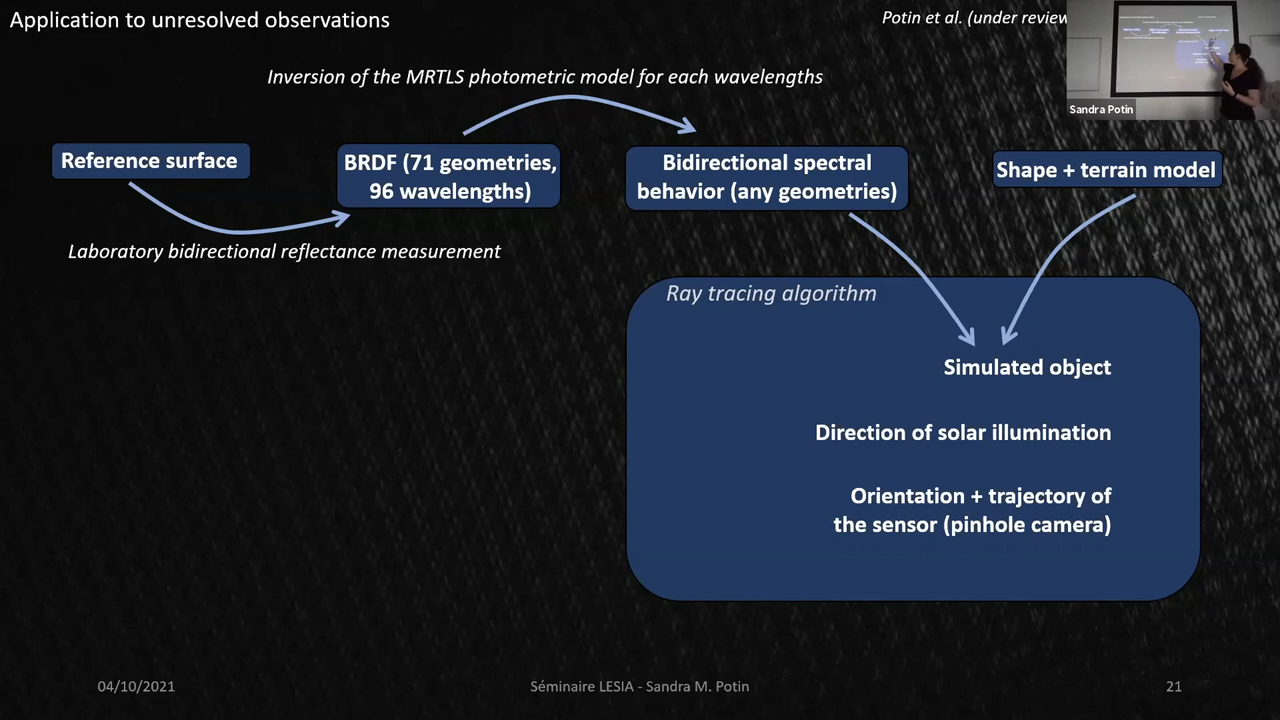 Application to unresolved observations
Potin et al. (under review
Sandra Potin
Inversion of the MRTLS photometric model for each wavelengths
Reference surface
BRDF (71 geometries,
96 wavelengths)
Bidirectional spectral
behavior (any geometries)
Shape + terrain model
Laboratory bidirectional reflectance measurement
Ray tracing algorithm
Simulated object
Direction of solar illumination
Orientation + trajectory of
the sensor (pinhole camera)
04/10/2021
Séminaire LESIA - Sandra M. Potin
21